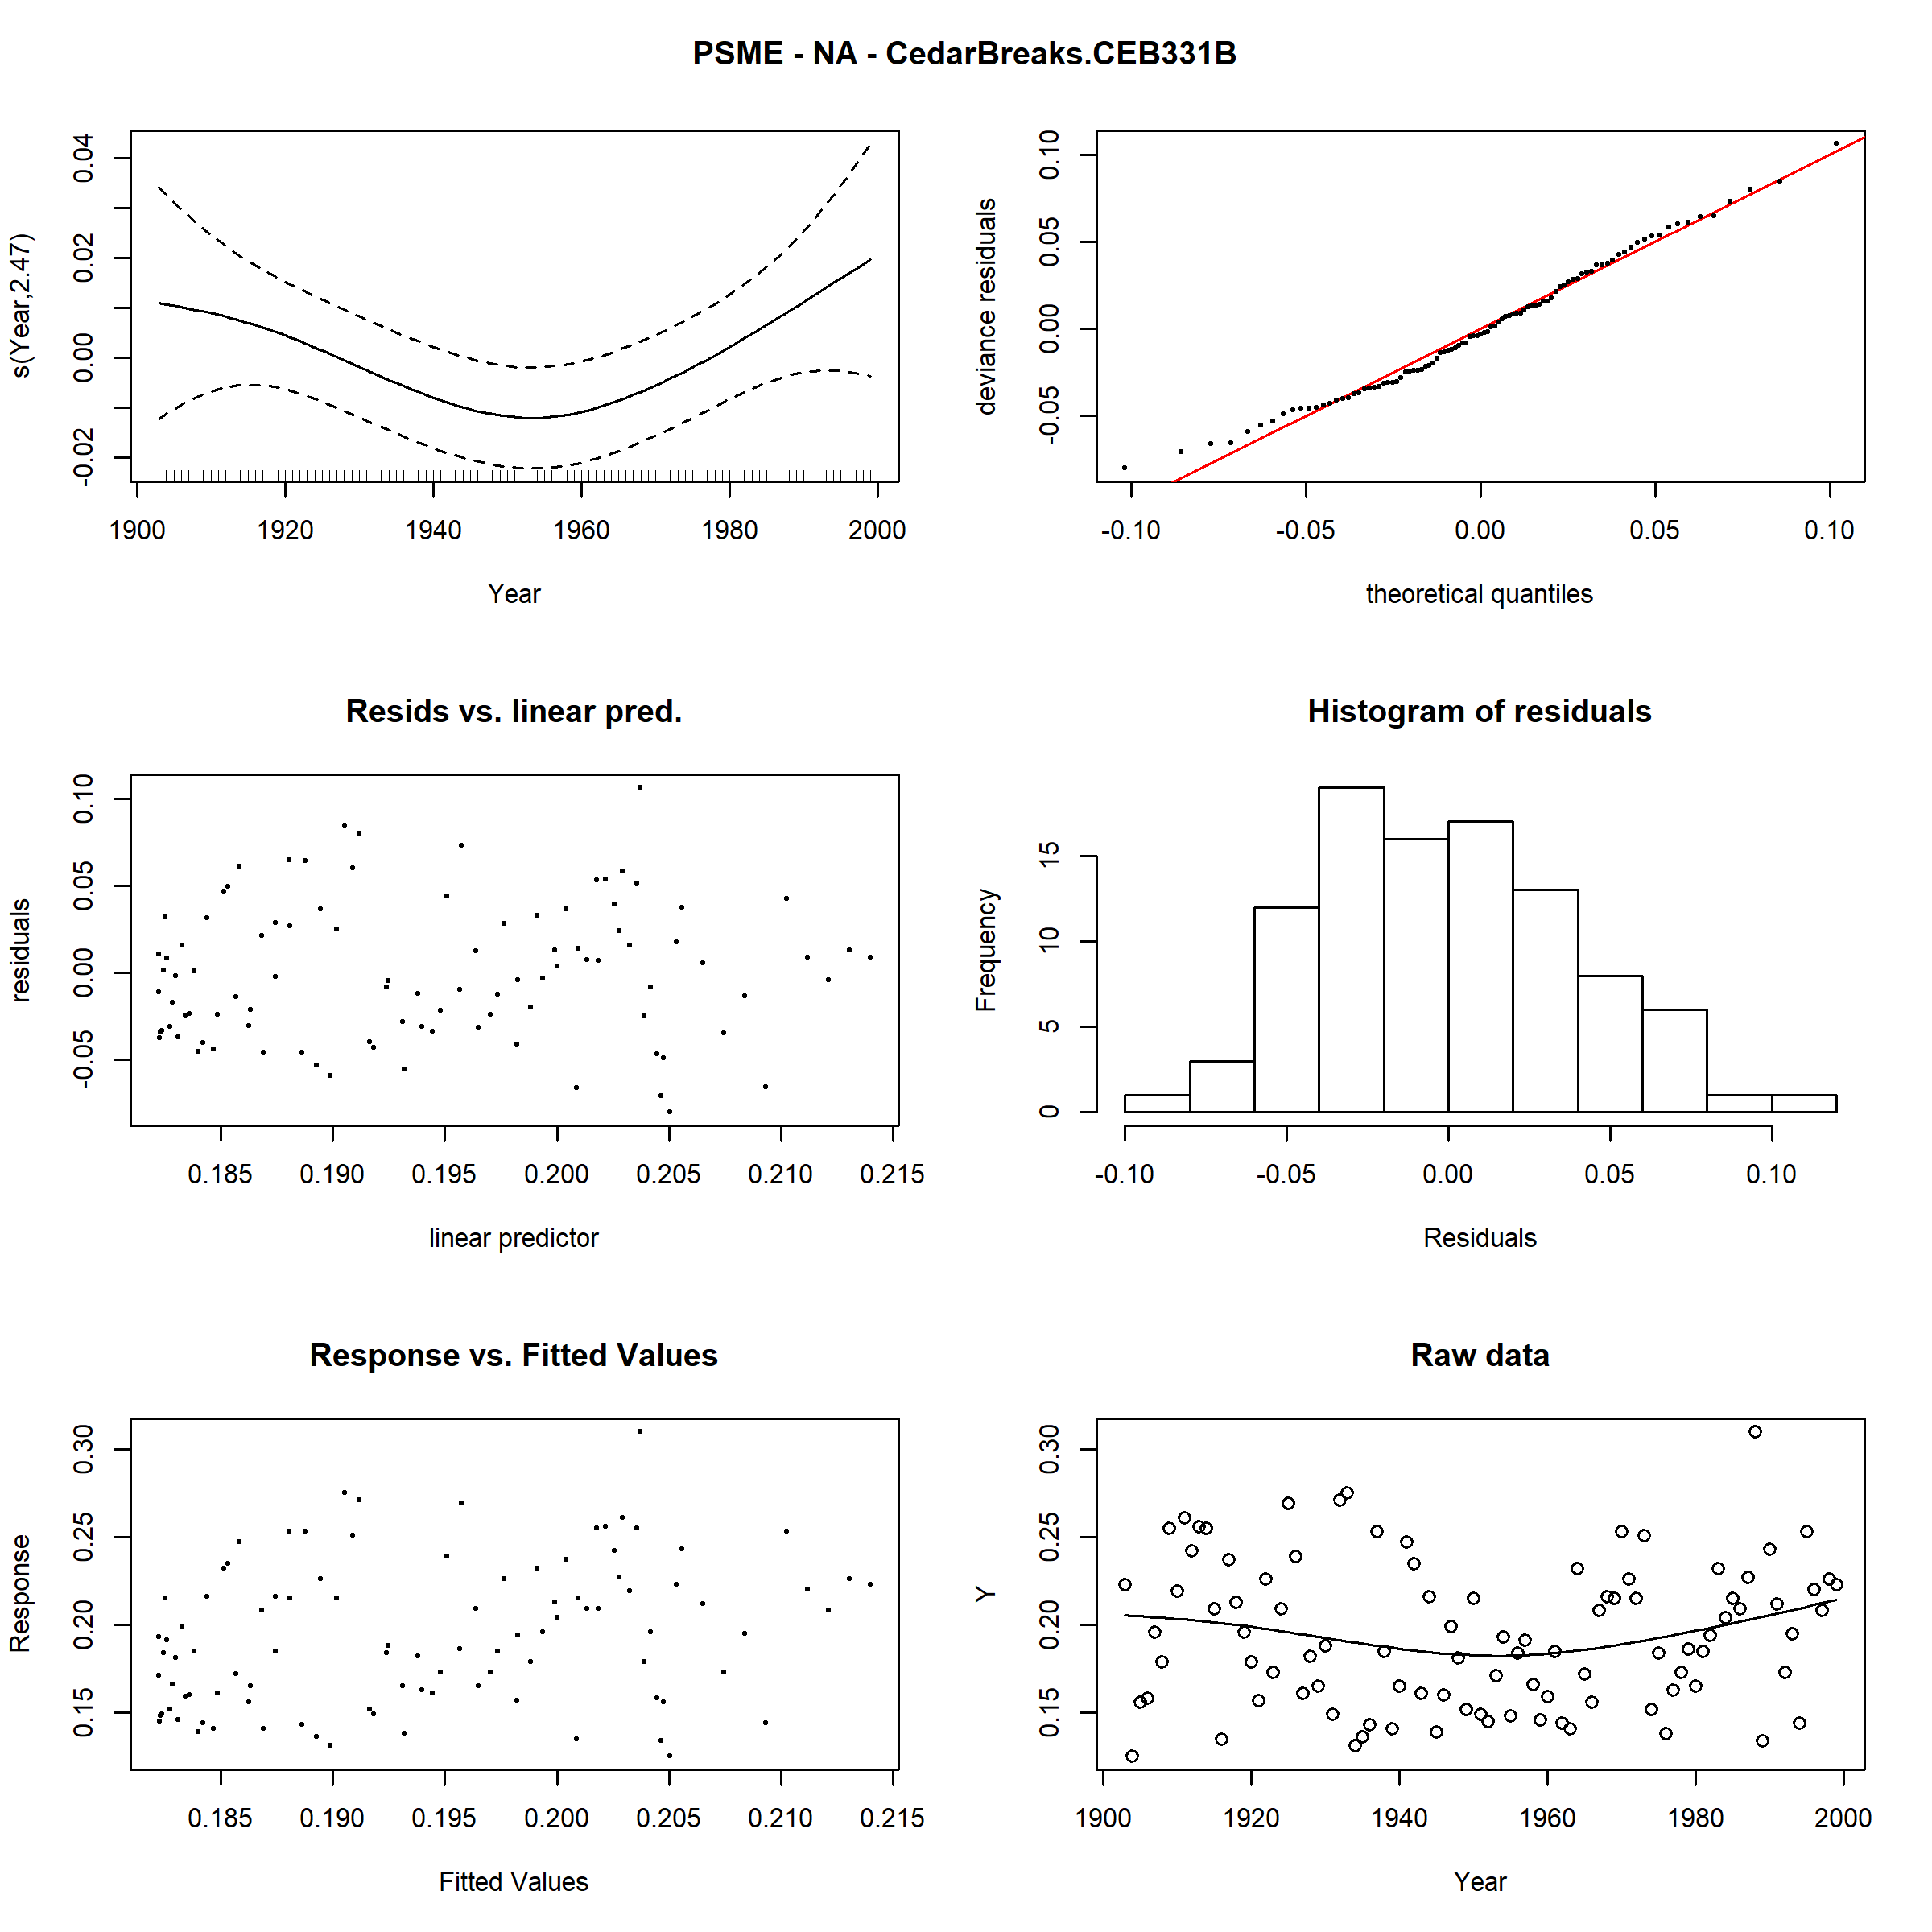 PSME - NA - CedarBreaks.CEB331B
s(Year,2.47)
-0.02 0.00 0.02 0.04
1900 1920 1940 1960 1980 2000
Year
deviance residuals
-0.05 0.00 0.05 0.10
-0.10 -0.05 0.00 0.05 0.10
theoretical quantiles
Resids vs. linear pred.
residuals
-0.05 0.00 0.05 0.10
0.185 0.190 0.195 0.200 0.205 0.210 0.215
linear predictor
Histogram of residuals
Frequency
0 5 10 15
-0.10 -0.05 0.00 0.05 0.10
Residuals
Response vs. Fitted Values
Response
0.15 0.20 0.25 0.30
0.185 0.190 0.195 0.200 0.205 0.210 0.215
Fitted Values
Raw data
Y
0.15 0.20 0.25 0.30
1900 1920 1940 1960 1980 2000
Year